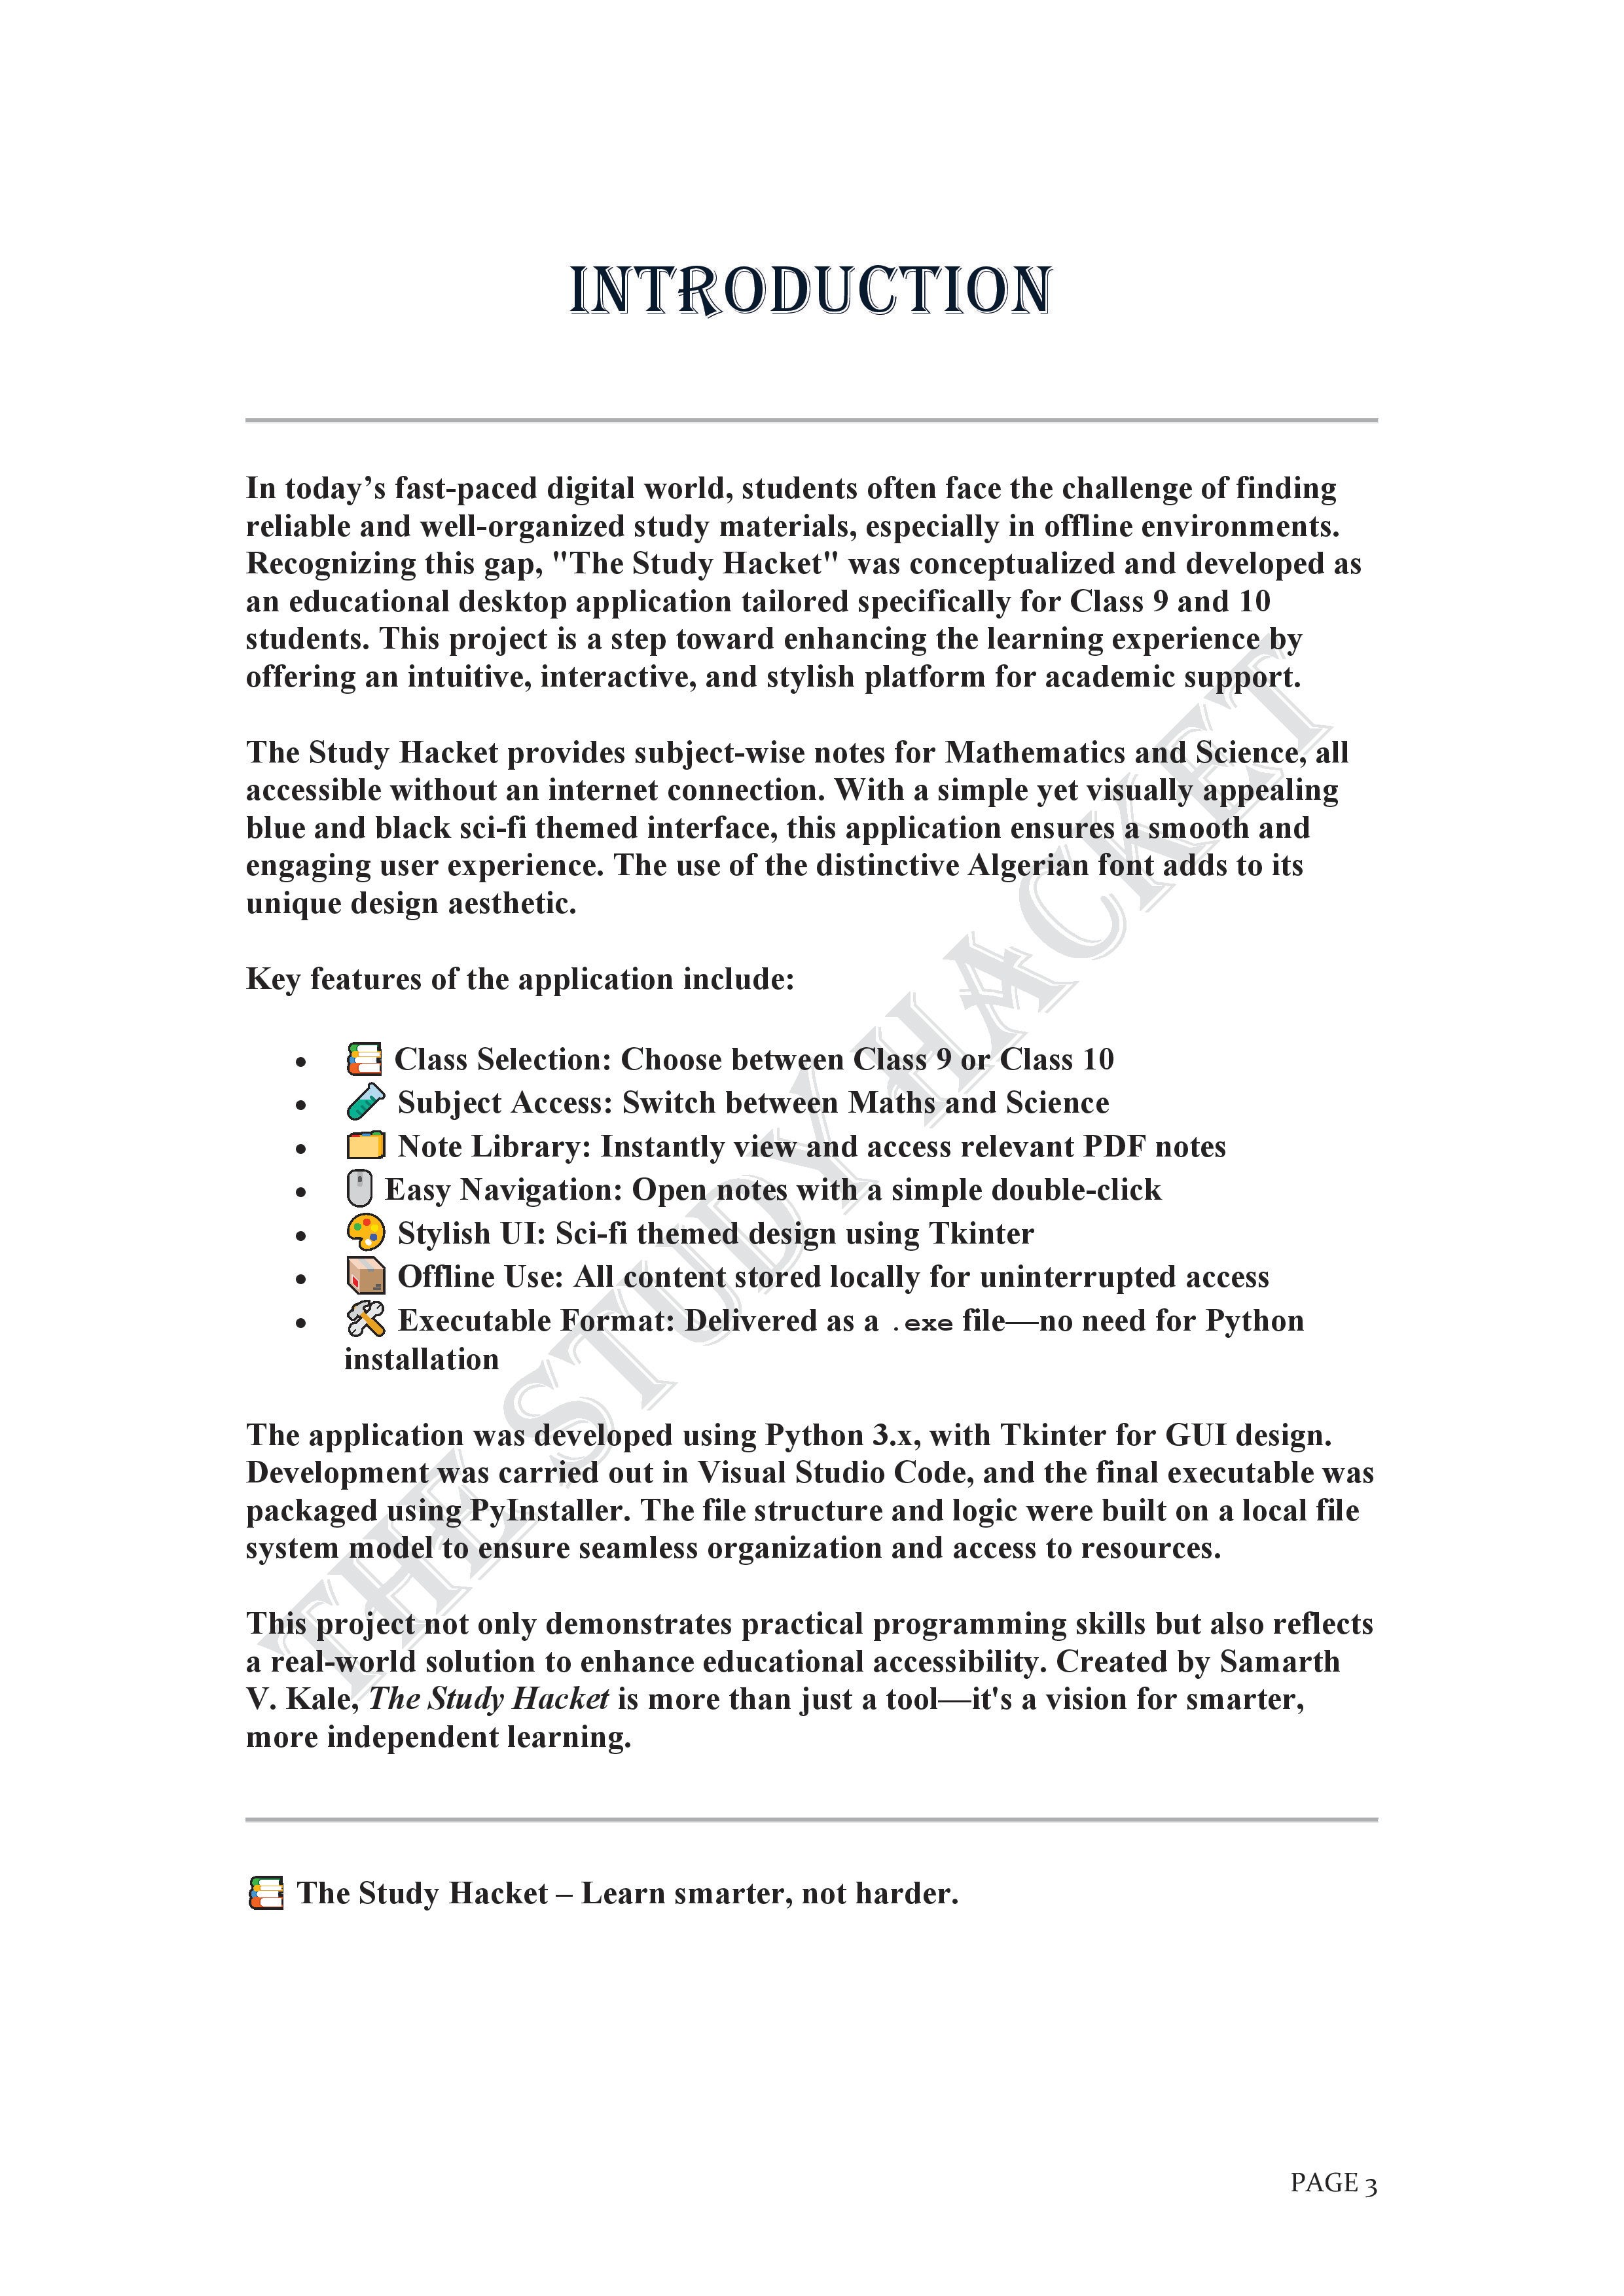 INTRODUCTION
In today’s fast-paced digital world, students often face the challenge of finding
reliable and well-organized study materials, especially in offline environments.
Recognizing this gap, "The Study Hacket" was conceptualized and developed as
an educational desktop application tailored specifically for Class 9 and 10
students. This project is a step toward enhancing the learning experience by
offering an intuitive, interactive, and stylish platform for academic support.
The Study Hacket provides subject-wise notes for Mathematics and Science, all
accessible without an internet connection. With a simple yet visually appealing
blue and black sci-fi themed interface, this application ensures a smooth and
engaging user experience. The use of the distinctive Algerian font adds to its
unique design aesthetic.
Key features of the application include:
• 📚 Class Selection: Choose between Class 9 or Class 10
• 🧪 Subject Access: Switch between Maths and Science
• 🗂️ Note Library: Instantly view and access relevant PDF notes
• 🖱️ Easy Navigation: Open notes with a simple double-click
• 🎨 Stylish UI: Sci-fi themed design using Tkinter
• 📦 Offline Use: All content stored locally for uninterrupted access
• 🛠️ Executable Format: Delivered as a .exe file—no need for Python
installation
The application was developed using Python 3.x, with Tkinter for GUI design.
Development was carried out in Visual Studio Code, and the final executable was
packaged using PyInstaller. The file structure and logic were built on a local file
system model to ensure seamless organization and access to resources.
This project not only demonstrates practical programming skills but also reflects
a real-world solution to enhance educational accessibility. Created by Samarth
V. Kale, The Study Hacket is more than just a tool—it's a vision for smarter,
more independent learning.
📚 The Study Hacket – Learn smarter, not harder.
PAGE 3
THE STUDY HACKET